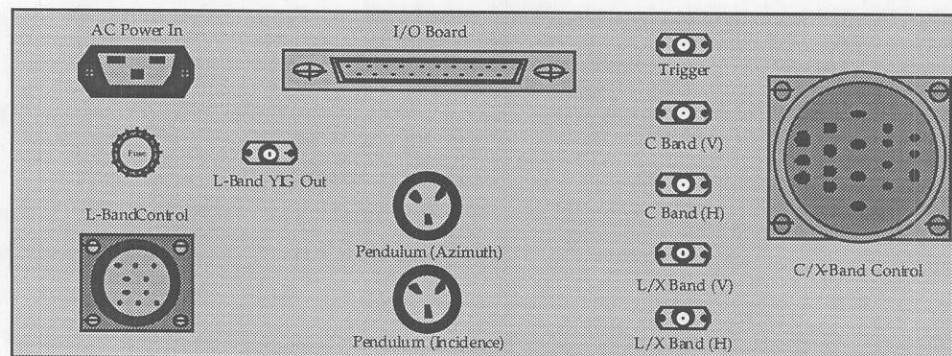 AC Power In
I/O Board
Trigger
C Band (V)
Fuse
L-Band YIG Out
L-BandControl
C Band (H)
Pendulum (Azimuth)
C/X-Band Control
L/X Band (V)
Pendulum (Incidence)
L/X Band (H)